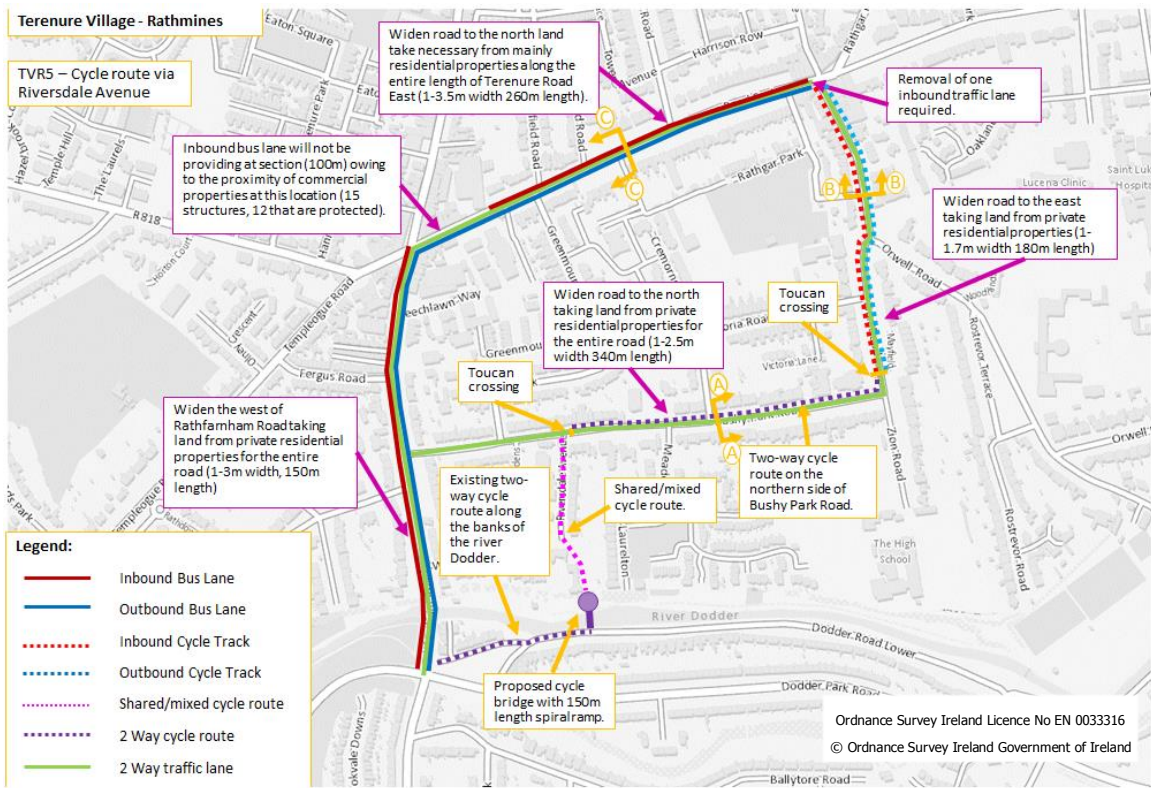 Terenure Village - Rathmines
TVR5 – Cycle route via
Riversdale Avenue
Widen road to the north land
take necessary from mainly
residential properties along the
entire length of Terenure Road
East (1-3.5m width 260m length).
Removal of one
inbound traffic lane
required.
Inbound bus lane will not be
providing at section (100m) owing
to the proximity of commercial
properties at this location (15
structures, 12 that are protected).
Widen road to the east
taking land from private
residential properties (1-
1.7m width 180m length)
Widen road to the north
taking land from private
residential properties for
the entire road (1-2.5m
width 340m length)
Toucan
crossing
Toucan
crossing
Widen the west of
Rathfarnham Road taking
land from private residential
properties for the entire
road (1-3m width, 150m
length)
Existing two-
way cycle
route along
the banks of
the river
Dodder.
Shared/mixed
cycle route.
Two-way cycle
route on the
northern side of
Bushy Park Road.
Proposed cycle
bridge with 150m
length spiral ramp.
A
A
B
B
C
C
Legend:
Inbound Bus Lane
Outbound Bus Lane
Inbound Cycle Track
Outbound Cycle Track
Shared/mixed cycle route
2 Way cycle route
2 Way traffic lane
Eaton Square
Harrison Row
Temple Hill
The Laurels
R818
Rathgar Park
Lucena Clinic
Orwell Road
Templeogue Road
Fergus Road
Olney
Crescent
Victoria Lane
Mayfield
Rostrevor Terrace
Zion Road
Rostrevor Road
Laurelton
The High
School
River Dodder
Dodder Road Lower
Dodder Park Road
Ballytore Road
Ordnance Survey Ireland Licence No EN 0033316
© Ordnance Survey Ireland Government of Ireland